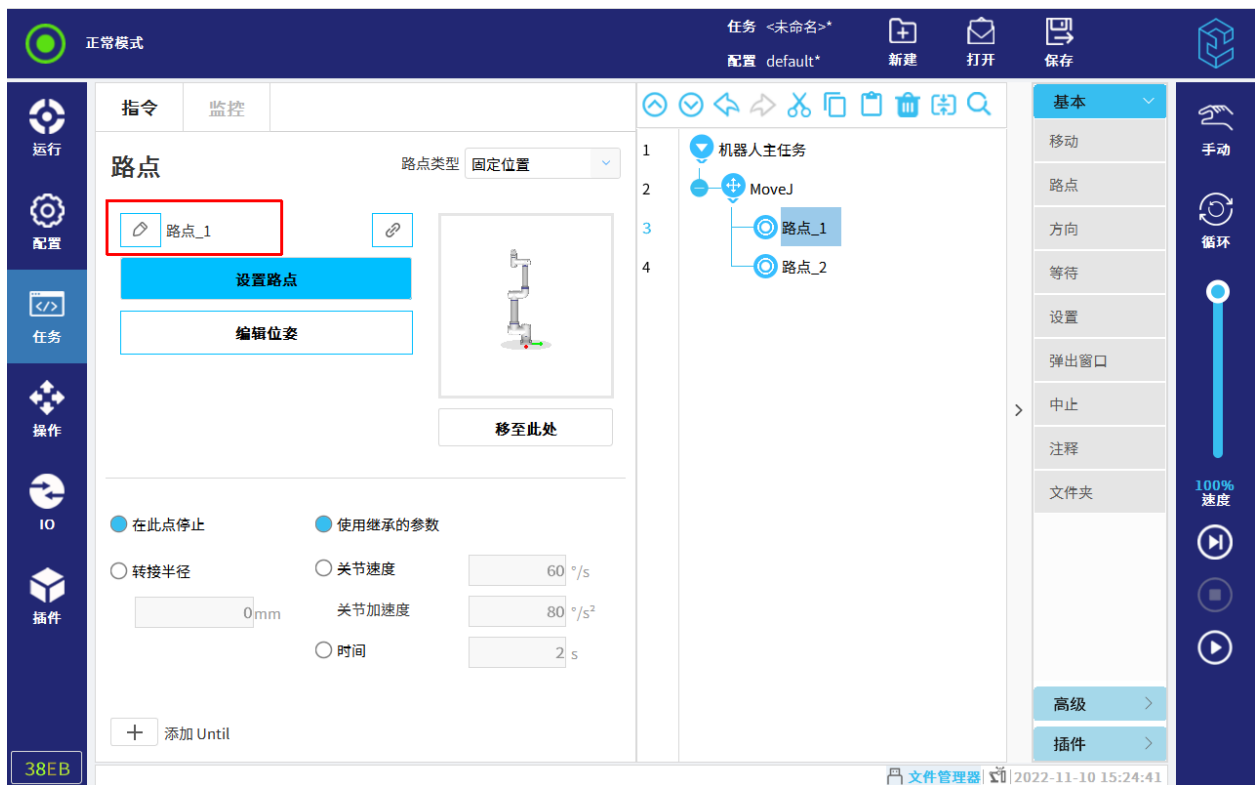 正常模式
任务 <未命名>*
配置 default*
新建
打开
保存
运行
配置
任务
操作
IO
插件
38EB
指令
监控
路点
路点类型 固定位置
路点_1
设置路点
编辑位姿
移至此处
在此点停止
使用继承的参数
转接半径
0mm
关节速度 60 °/s
关节加速度 80 °/s²
时间 2 s
添加 Until
1 机器人主任务
2 MoveJ
3 路点_1
4 路点_2
基本
移动
路点
方向
等待
设置
弹出窗口
中止
注释
文件夹
高级
插件
手动
循环
100%
速度
文件管理器
2022-11-10 15:24:41